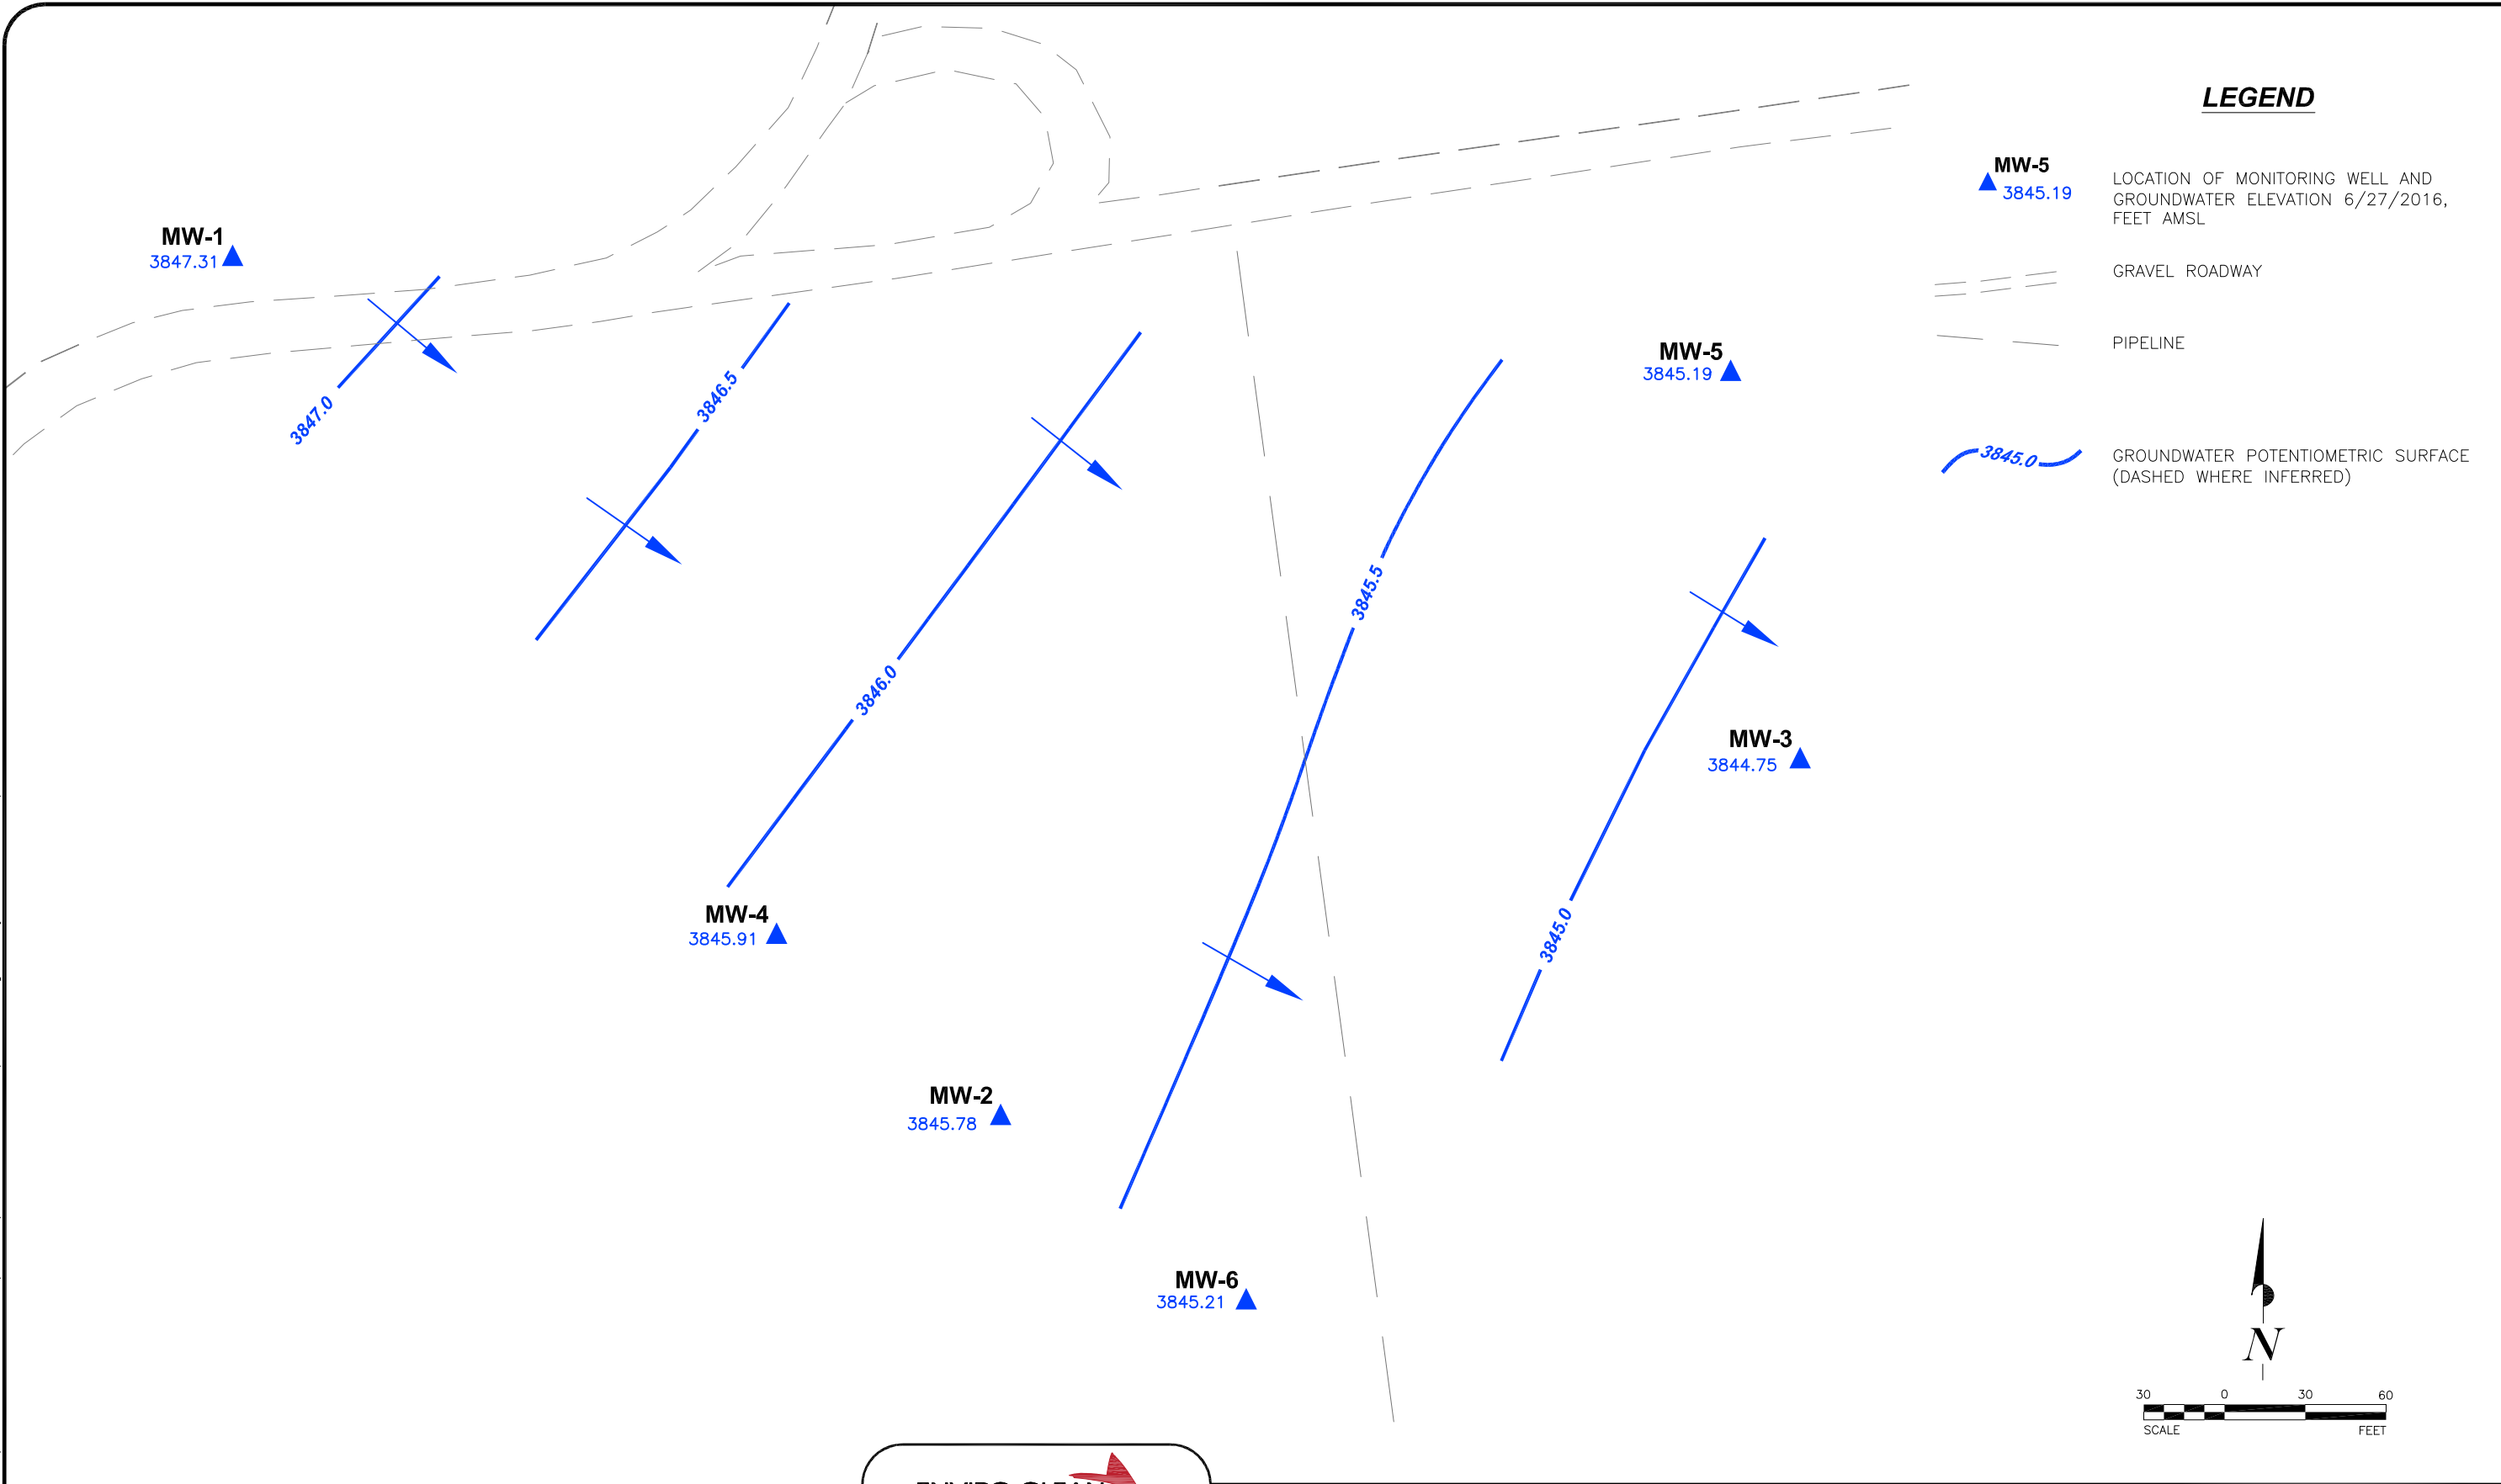 LEGEND
MW-5
3845.19
LOCATION OF MONITORING WELL AND
GROUNDWATER ELEVATION 6/27/2016,
FEET AMSL
GRAVEL ROADWAY
PIPELINE
3845.0
GROUNDWATER POTENTIOMETRIC SURFACE
(DASHED WHERE INFERRED)
MW-1
3847.31
3847.0
3846.5
3846.0
3845.5
MW-5
3845.19
MW-3
3844.75
3845.0
MW-4
3845.91
MW-2
3845.78
MW-6
3845.21
N
30 0 30 60
SCALE FEET